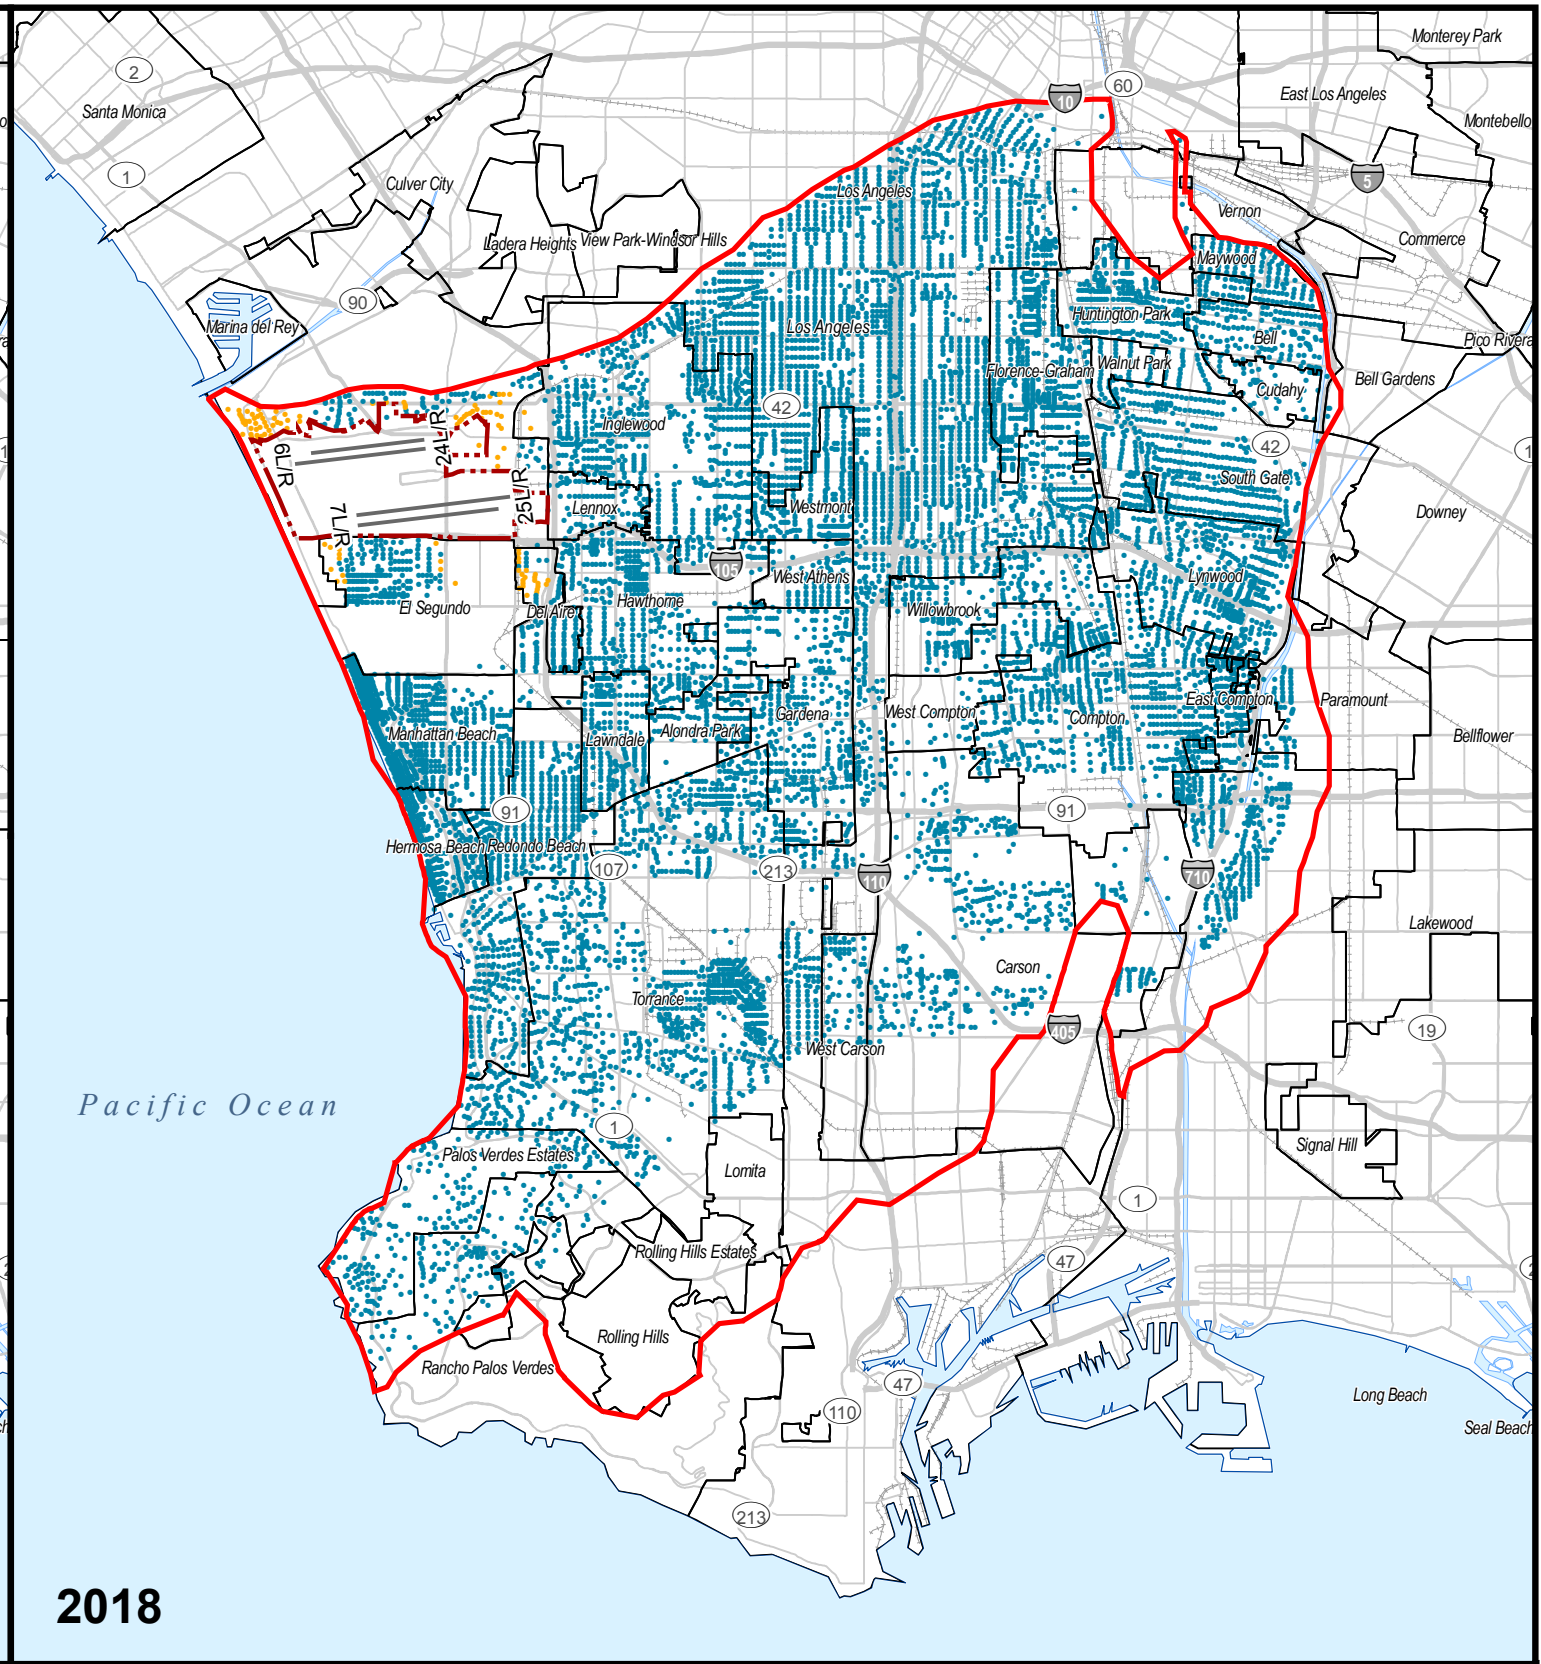 Monterey Park
2
60
10
East Los Angeles
Santa Monica
Montebello
1
5
Culver City
Los Angeles
Vernon
Ladera Heights
View Park-Windsor Hills
Commerce
Maywood
90
Marina del Rey
Huntington Park
Los Angeles
Bell
Pico Rivera
Florence-Graham
Walnut Park
Bell Gardens
Cudahy
42
Inglewood
24L/R
42
6L/R
South Gate
25L/R
Lennox
Westmont
Downey
7L/R
105
West Athens
Lynwood
El Segundo
Del Aire
Hawthorne
Willowbrook
East Compton
Paramount
Manhattan Beach
Lawndale
Alondra Park
Gardena
West Compton
Compton
Bellflower
91
91
Hermosa Beach
Redondo Beach
107
213
110
710
Lakewood
Carson
Torrance
405
19
West Carson
Pacific Ocean
1
Signal Hill
Palos Verdes Estates
Lomita
1
Rolling Hills Estates
47
Rolling Hills
Rancho Palos Verdes
47
110
Long Beach
Seal Beach
213
2018